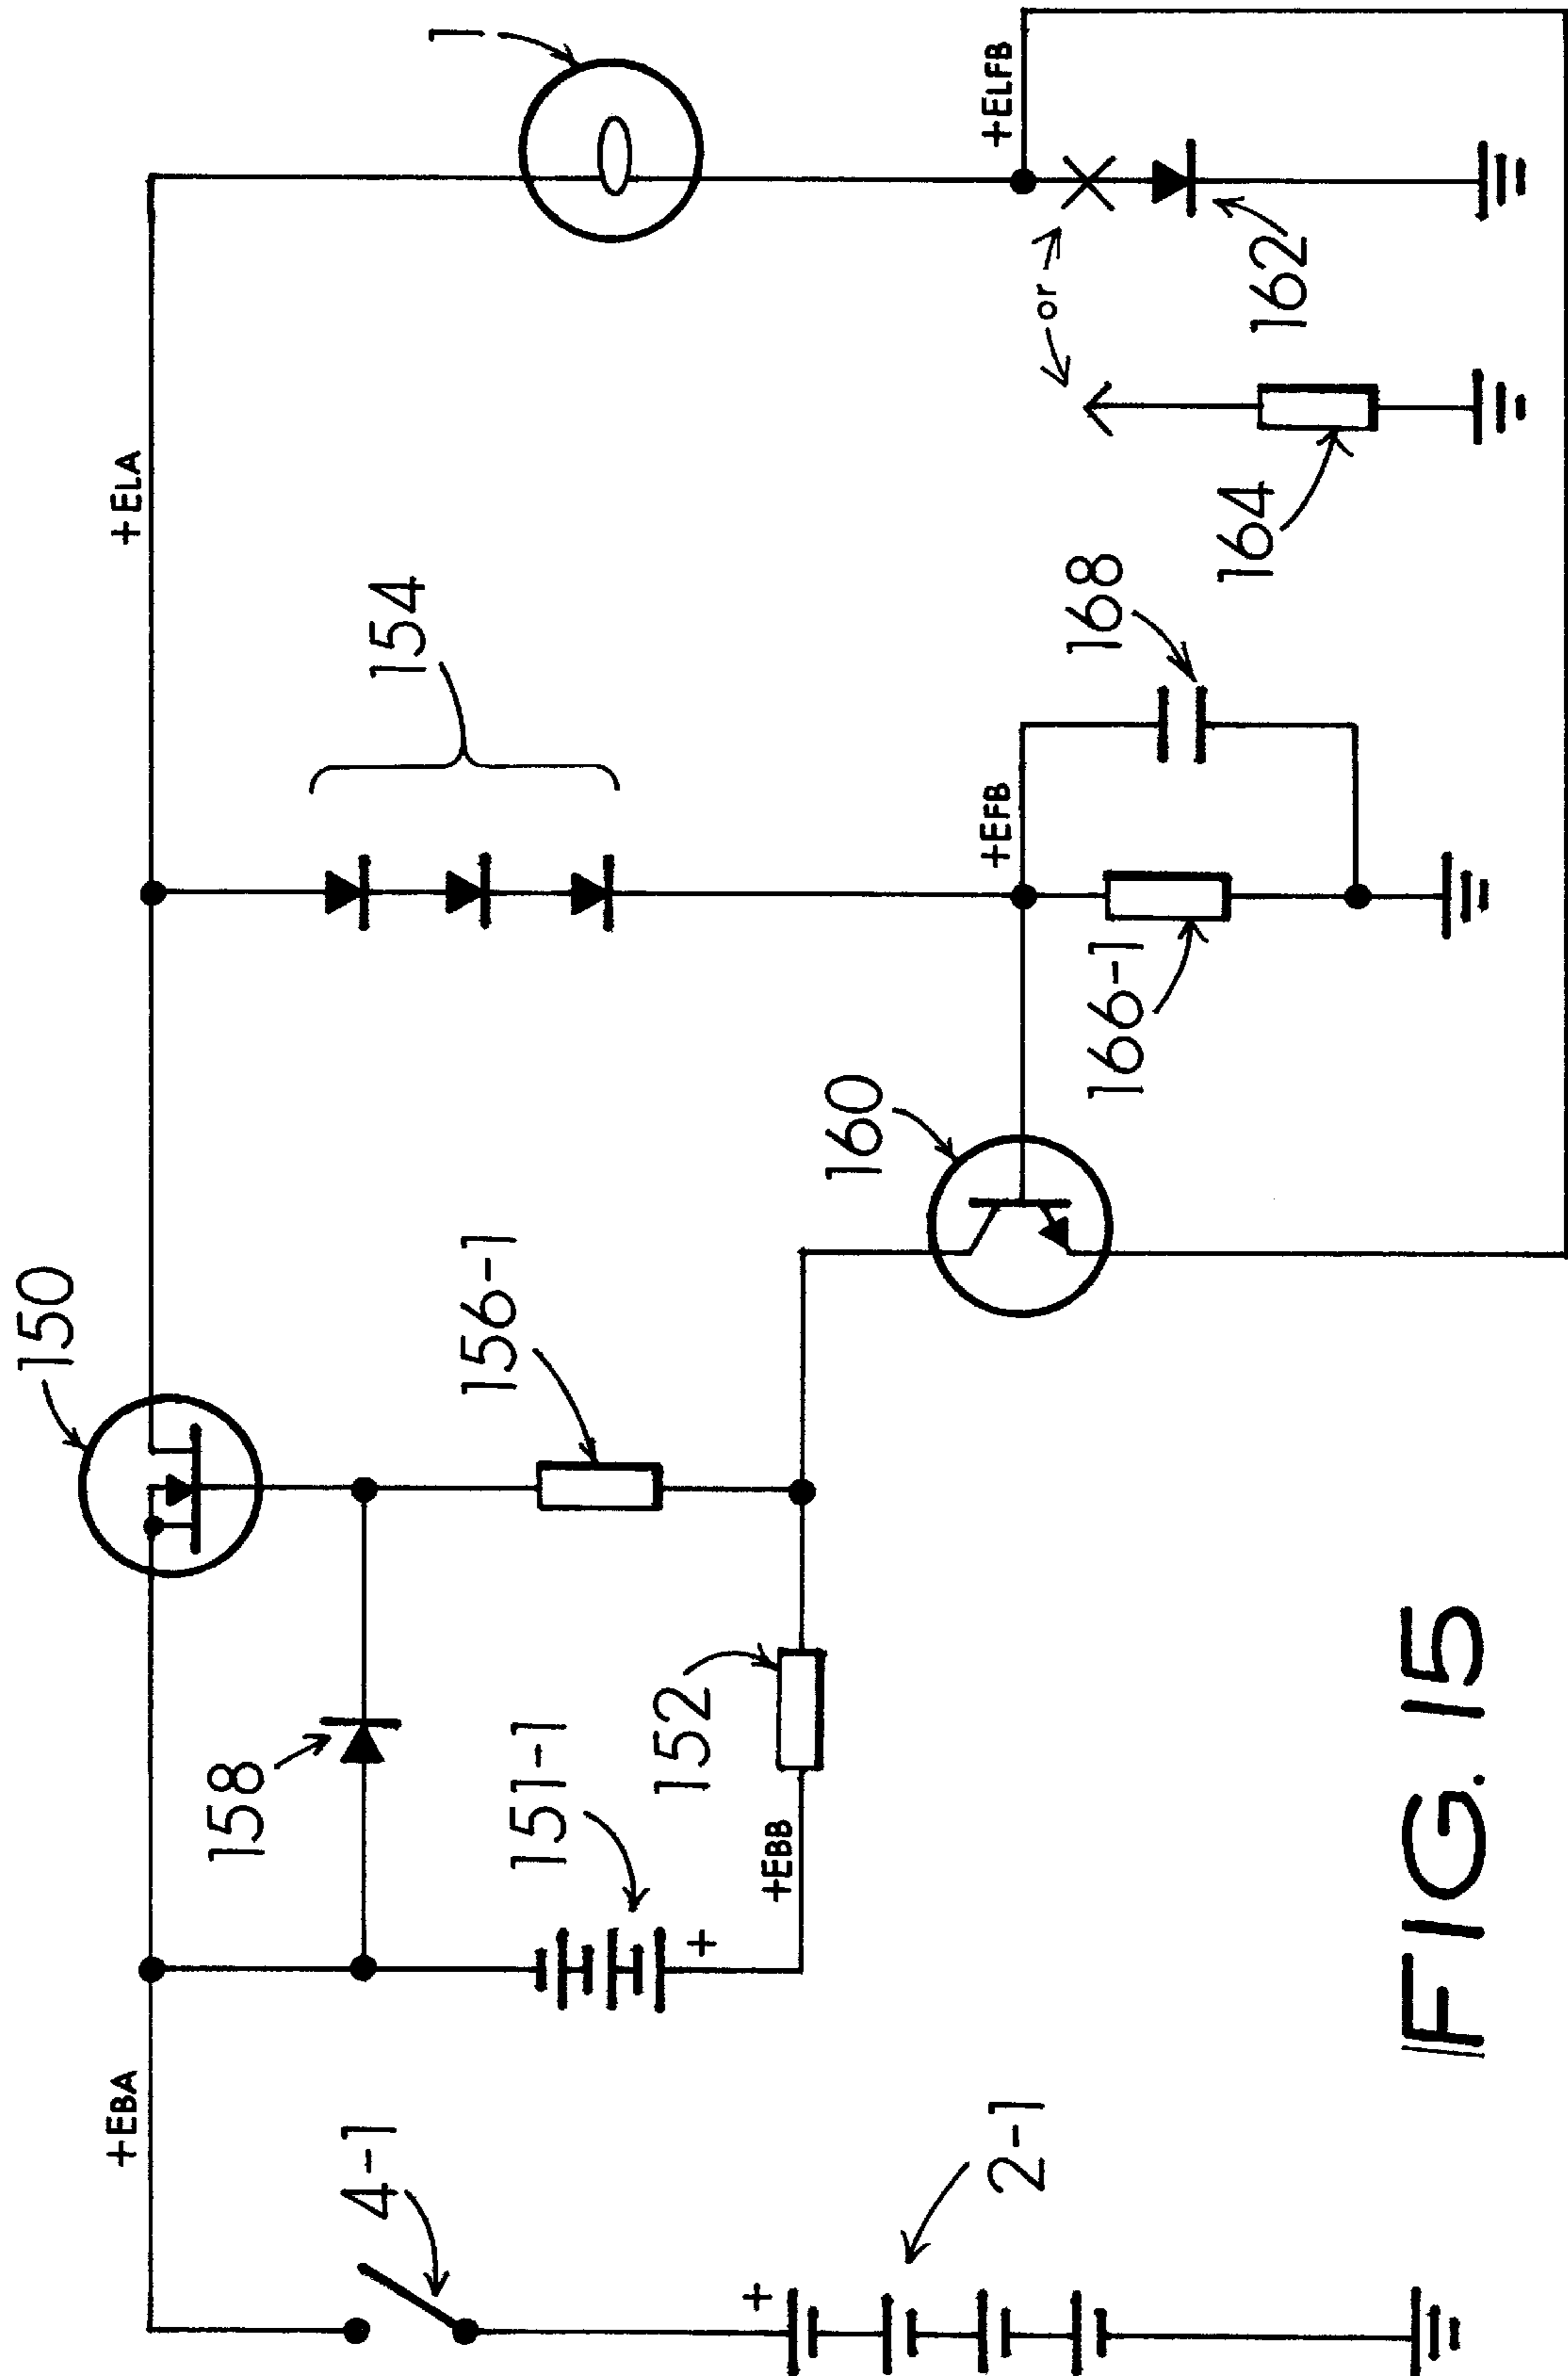 +EBA
+ELA
150
1
4-1
158
156-1
154
151-1
+
152
+EBB
160
+EFB
168
+ELFB
or
2-1
+
166-1
164
162
FIG. 15